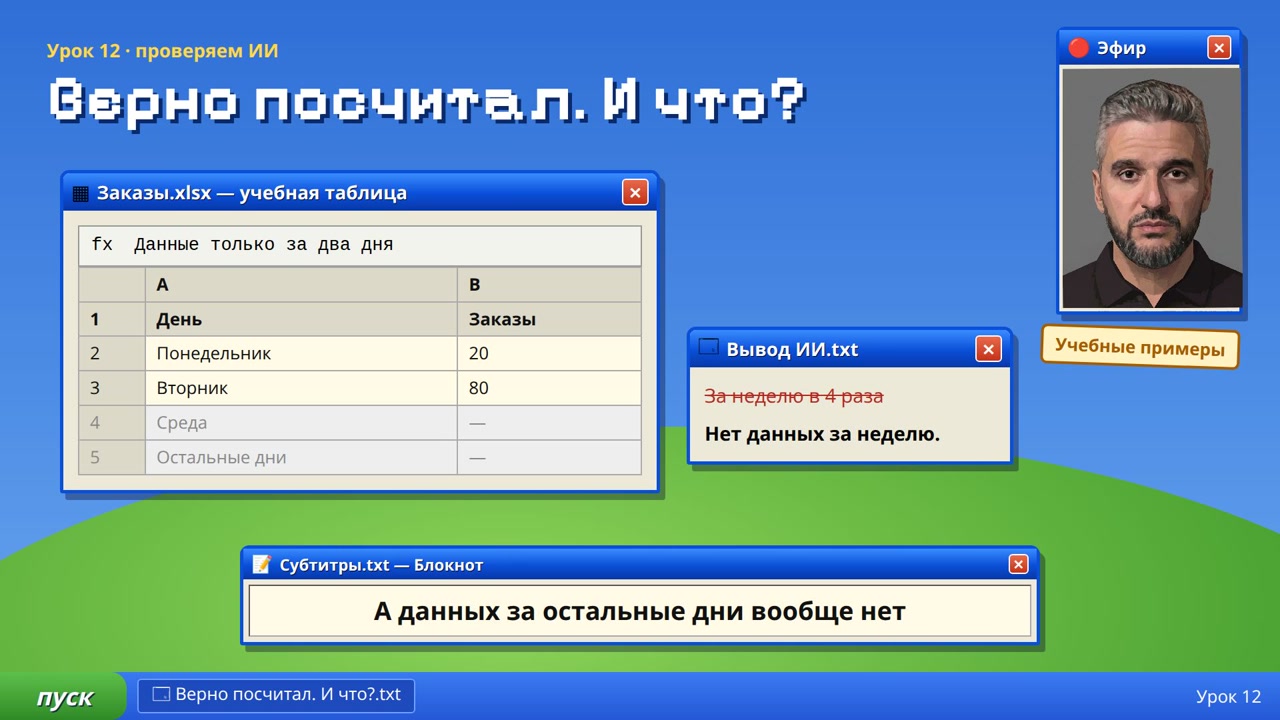 Урок 12 · проверяем ИИ
Верно посчитал. И что?
Эфир
Заказы.xlsx — учебная таблица
fx Данные только за два дня
A B
1 День Заказы
2 Понедельник 20
3 Вторник 80
4 Среда —
5 Остальные дни —
Учебные примеры
Вывод ИИ.txt
За неделю в 4 раза
Нет данных за неделю.
Субтитры.txt — Блокнот
А данных за остальные дни вообще нет
пуск
Верно посчитал. И что?.txt
Урок 12